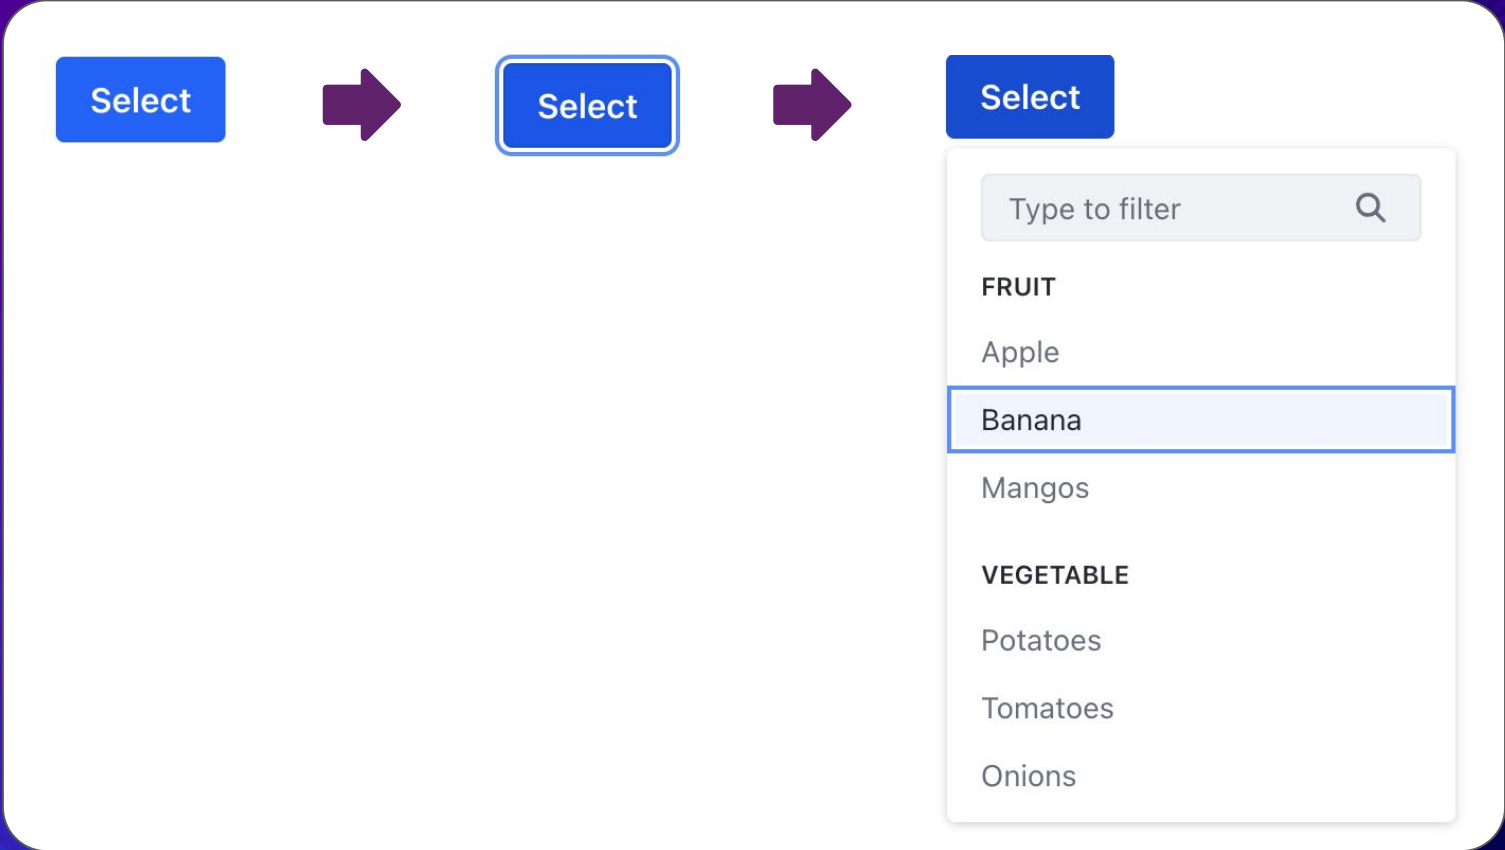 Select
Select
Select
Type to filter
FRUIT
Apple
Banana
Mangos
VEGETABLE
Potatoes
Tomatoes
Onions